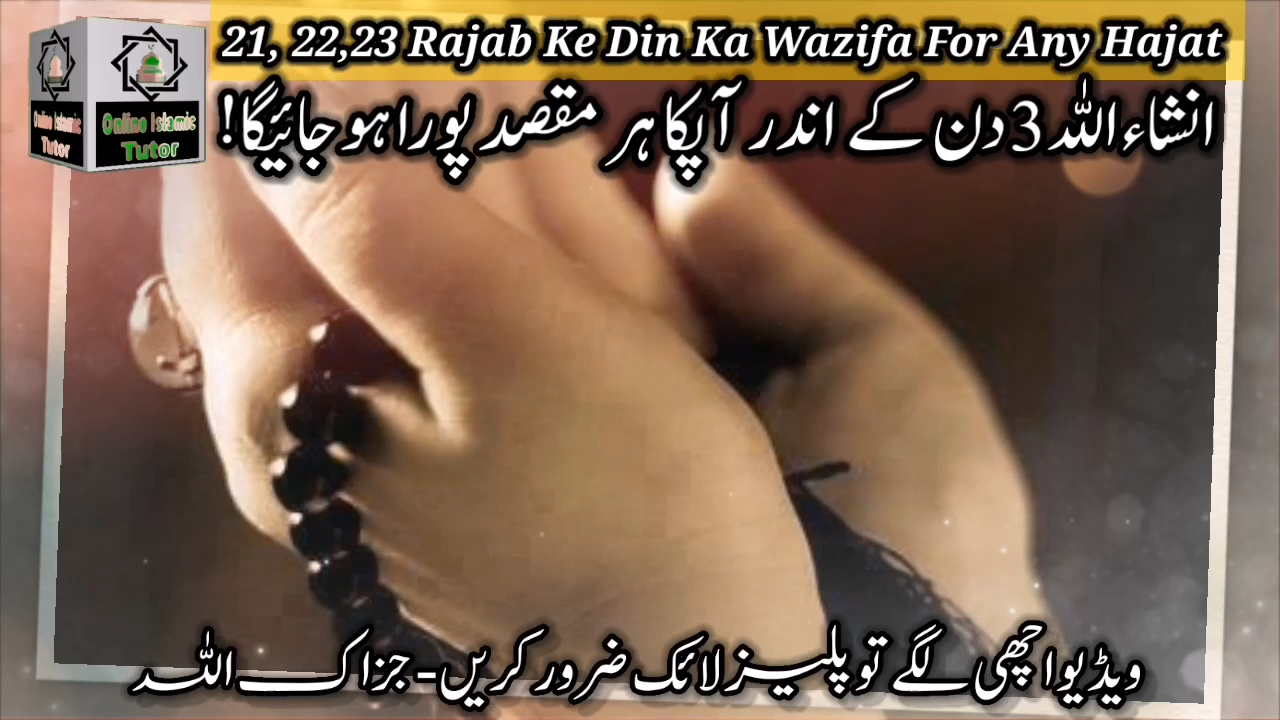 21, 22,23 Rajab Ke Din Ka Wazifa For Any Hajat
انشاءاللہ 3 دن کے اندر آپکا ہر مقصد پورا ہو جائیگا!
Online Islamic
Tutor
Online Islamic
Tutor
ویڈیو اچھی لگے تو پلیز لائک ضرور کریں - جزاک اللہ